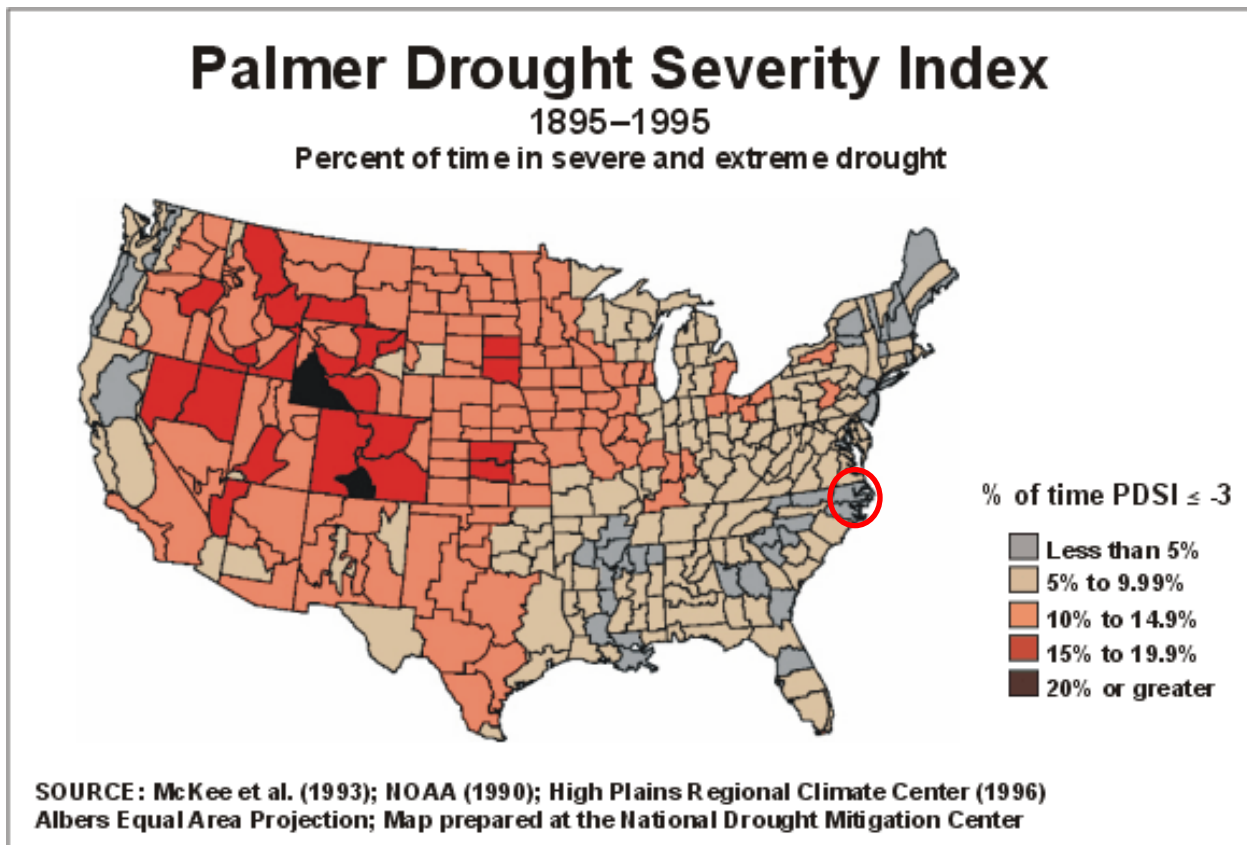 Palmer Drought Severity Index
1895–1995
Percent of time in severe and extreme drought
% of time PDSI ≤ -3
Less than 5%
5% to 9.99%
10% to 14.9%
15% to 19.9%
20% or greater
SOURCE: McKee et al. (1993); NOAA (1990); High Plains Regional Climate Center (1996)
Albers Equal Area Projection; Map prepared at the National Drought Mitigation Center